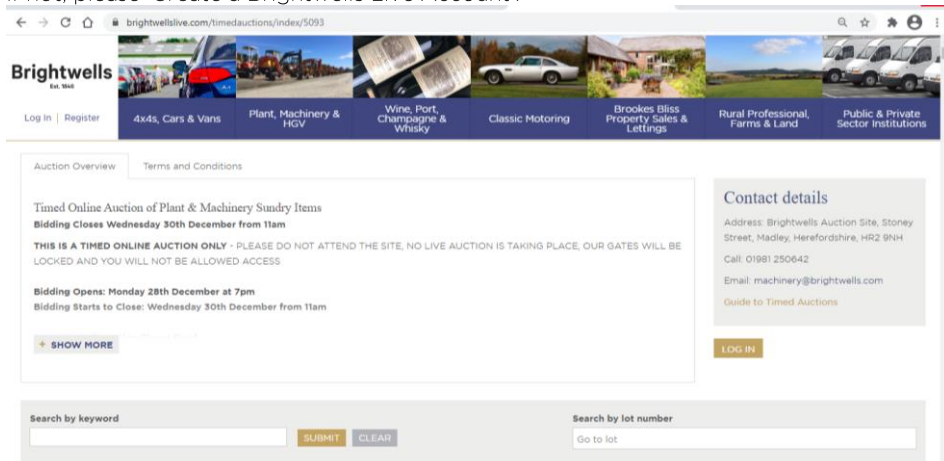 If not, please 'Create a Brightwells Live Account'.
brightwellslive.com/timedauctions/index/5093
Brightwells
Est. 1846
Log In | Register
4x4s, Cars & Vans
Plant, Machinery &
HGV
Wine, Port,
Champagne &
Whisky
Classic Motoring
Brookes Bliss
Property Sales &
Lettings
Rural Professional,
Farms & Land
Public & Private
Sector Institutions
Auction Overview
Terms and Conditions
Timed Online Auction of Plant & Machinery Sundry Items
Bidding Closes Wednesday 30th December from 11am
THIS IS A TIMED ONLINE AUCTION ONLY - PLEASE DO NOT ATTEND THE SITE, NO LIVE AUCTION IS TAKING PLACE, OUR GATES WILL BE
LOCKED AND YOU WILL NOT BE ALLOWED ACCESS
Bidding Opens: Monday 28th December at 7pm
Bidding Starts to Close: Wednesday 30th December from 11am
+ SHOW MORE
Contact details
Address: Brightwells Auction Site, Stoney
Street, Madley, Herefordshire, HR2 9NH
Call: 01981 250642
Email: machinery@brightwells.com
Guide to Timed Auctions
LOG IN
Search by keyword
SUBMIT
CLEAR
Search by lot number
Go to lot